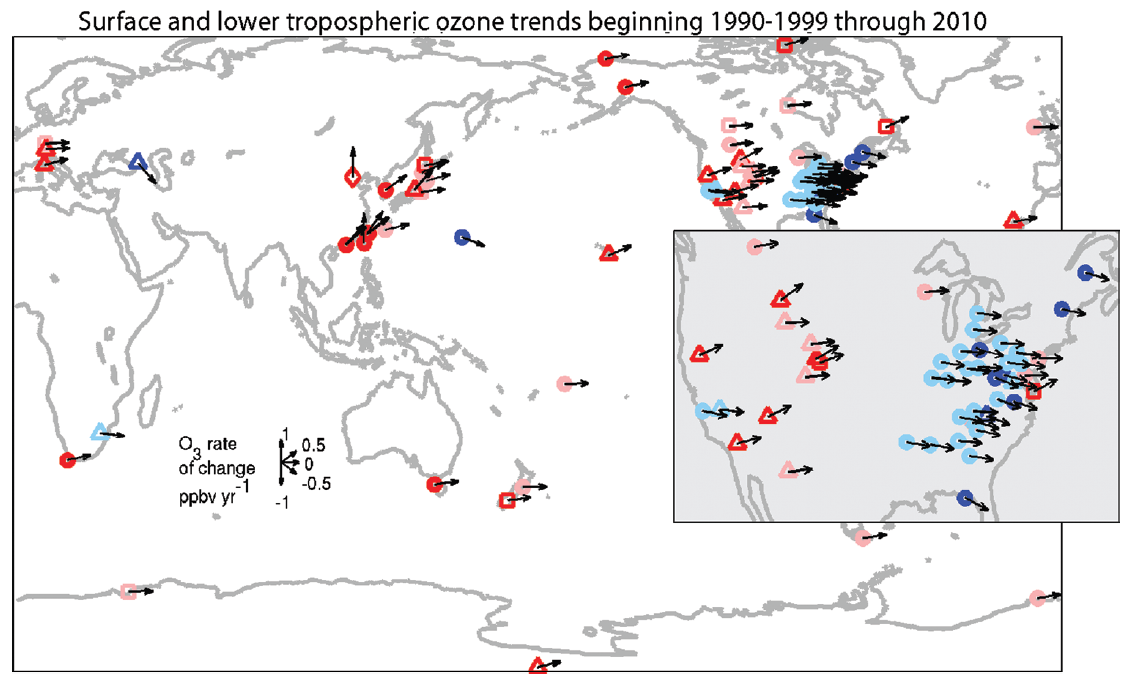 Surface and lower tropospheric ozone trends beginning 1990-1999 through 2010
O3 rate
of change
ppbv yr-1
1
0.5
0
-0.5
-1